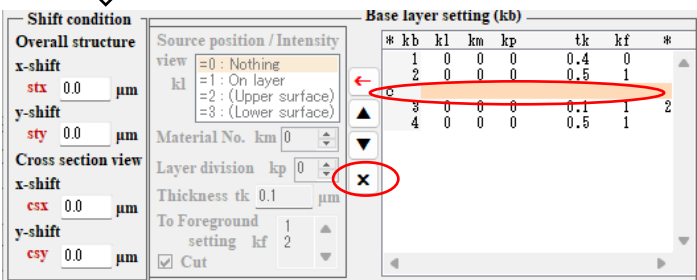 Shift condition
Overall structure
x-shift
stx 0.0 μm
y-shift
sty 0.0 μm
Cross section view
x-shift
csx 0.0 μm
y-shift
csy 0.0 μm
Source position / Intensity
view
kl
=0 : Nothing
=1 : On layer
=2 : (Upper surface)
=3 : (Lower surface)
Material No. km 0
Layer division kp 0
Thickness tk 0.1 μm
To Foreground
setting kf
1
2
Cut
Base layer setting (kb)
* kb kl km kp tk kf *
1 0 0 0 0.4 0
2 0 0 0 0.5 1
c
3 0 0 0 0.1 1 2
4 0 0 0 0.5 1